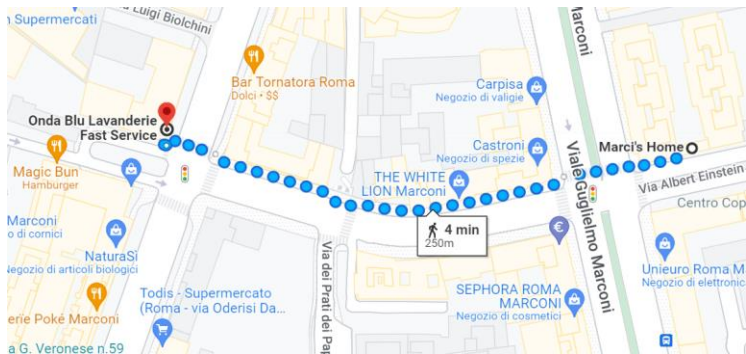 Luigi Biolchini
n Supermercati
Bar Tornatora Roma
Dolci • $$
Marconi
Carpisa
Negozio di valigie
Onda Blu Lavanderie
Fast Service
Castroni
Negozio di spezie
Viale Guglielmo Marconi
Marci's Home
Magic Bun
Hamburger
THE WHITE
LION Marconi
Via Albert Einstein
Centro Cop
4 min
250m
Marconi
o di cornici
NaturaSì
Negozio di articoli biologici
Via dei Prati dei Pap
€
SEPHORA ROMA
MARCONI
Negozio di cosmetici
Unieuro Roma M
Negozio di elettronica
Todis - Supermercato
(Roma - via Oderisi Da...
erie Poké Marconi
a G. Veronese n.59